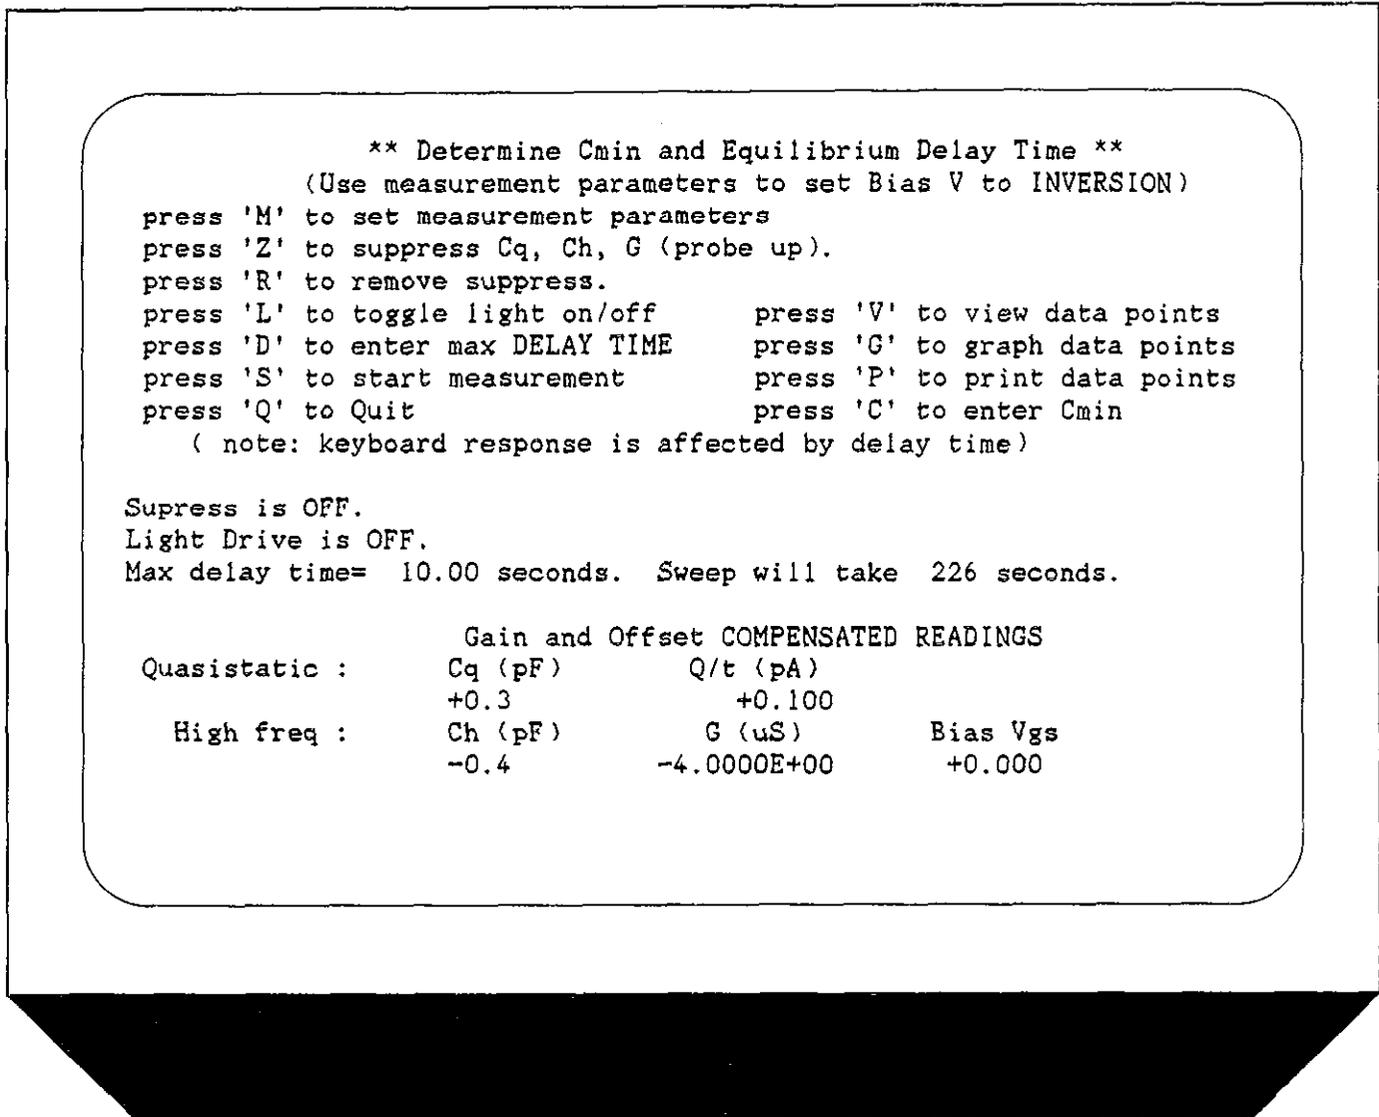 ** Determine Cmin and Equilibrium Delay Time **
(Use measurement parameters to set Bias V to INVERSION)
press 'M' to set measurement parameters
press 'Z' to suppress Cq, Ch, G (probe up).
press 'R' to remove suppress.
press 'L' to toggle light on/off press 'V' to view data points
press 'D' to enter max DELAY TIME press 'G' to graph data points
press 'S' to start measurement press 'P' to print data points
press 'Q' to Quit press 'C' to enter Cmin
( note: keyboard response is affected by delay time)
Supress is OFF.
Light Drive is OFF.
Max delay time= 10.00 seconds. Sweep will take 226 seconds.
Gain and Offset COMPENSATED READINGS
Quasistatic : Cq (pF) Q/t (pA)
+0.3 +0.100
High freq : Ch (pF) G (uS) Bias Vgs
-0.4 -4.0000E+00 +0.000